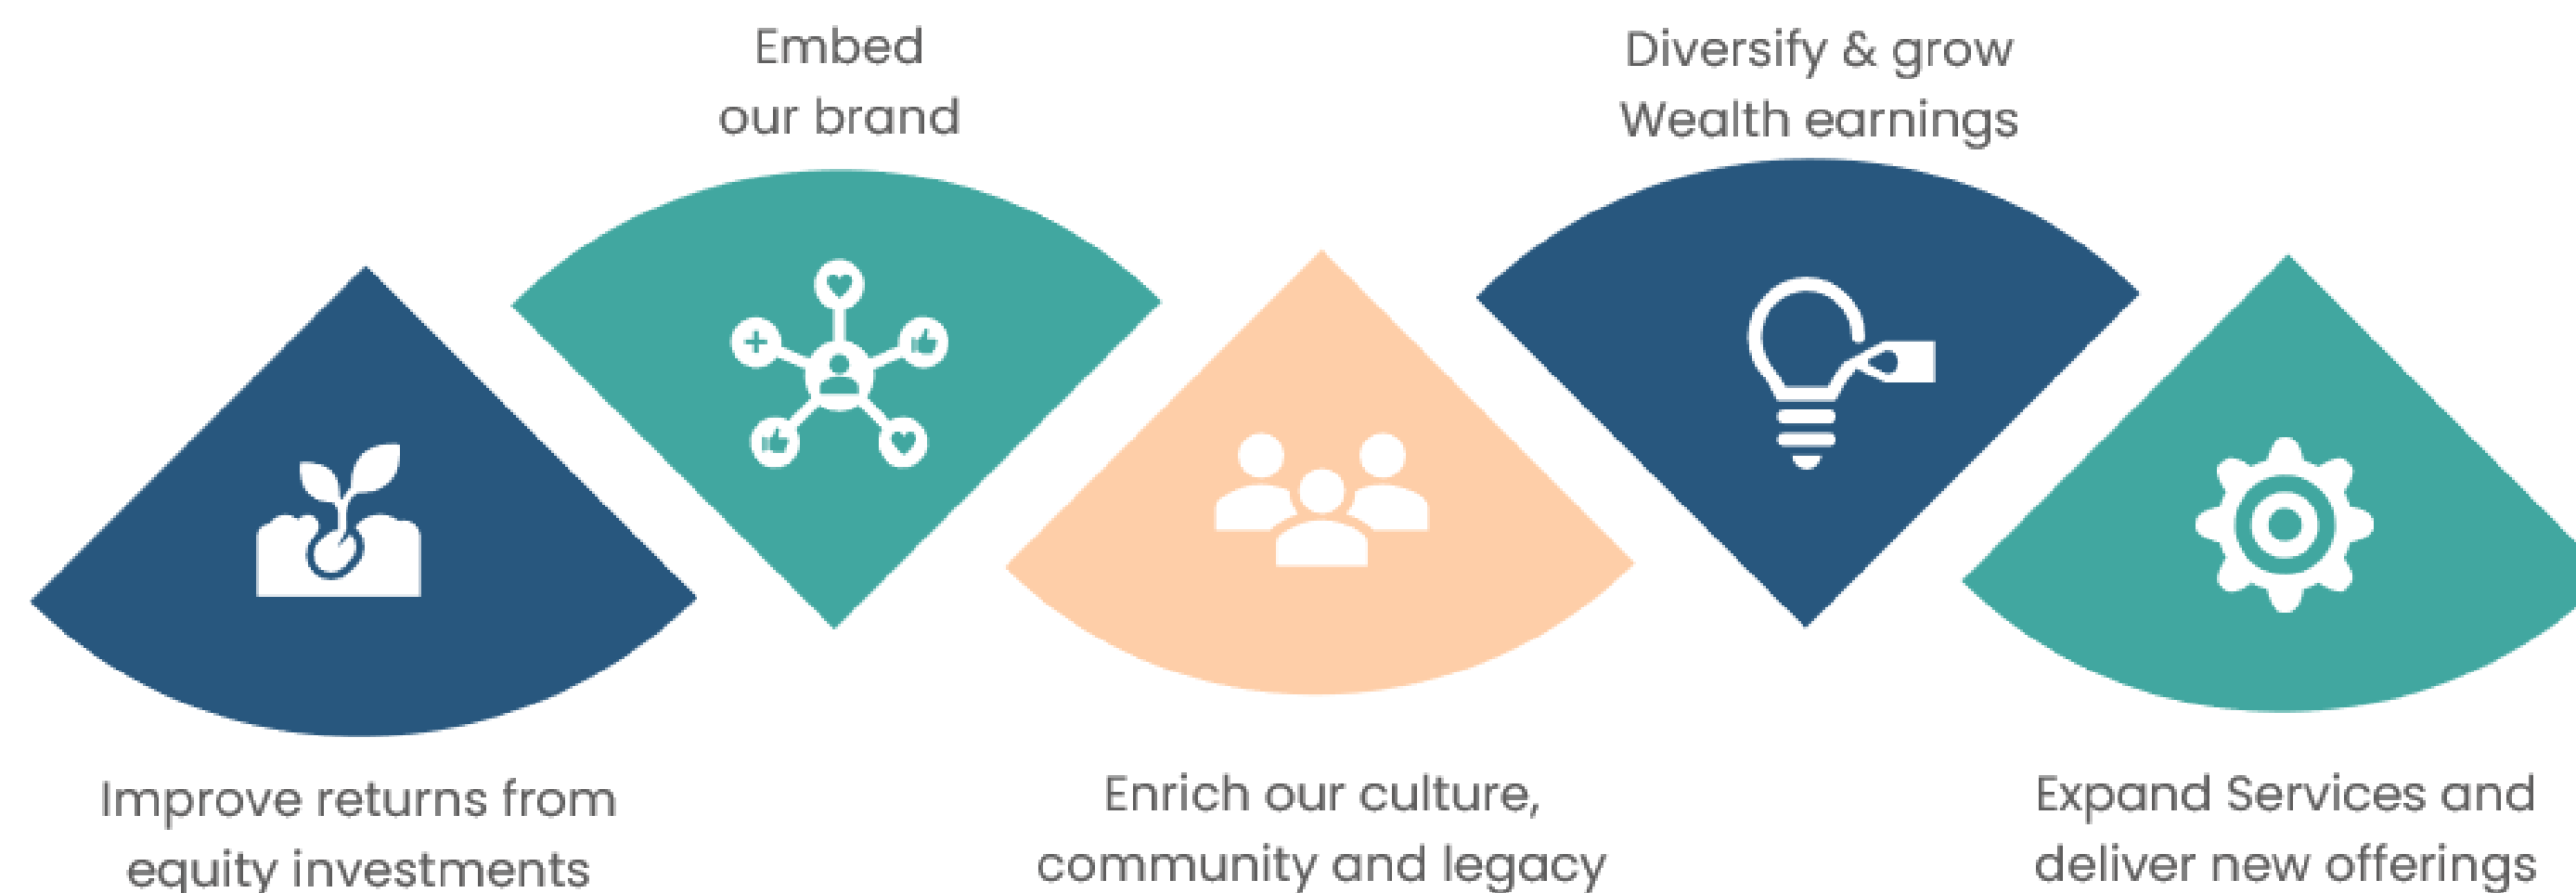 Embed
our brand
Diversify & grow
Wealth earnings
Improve returns from
equity investments
Enrich our culture,
community and legacy
Expand Services and
deliver new offerings